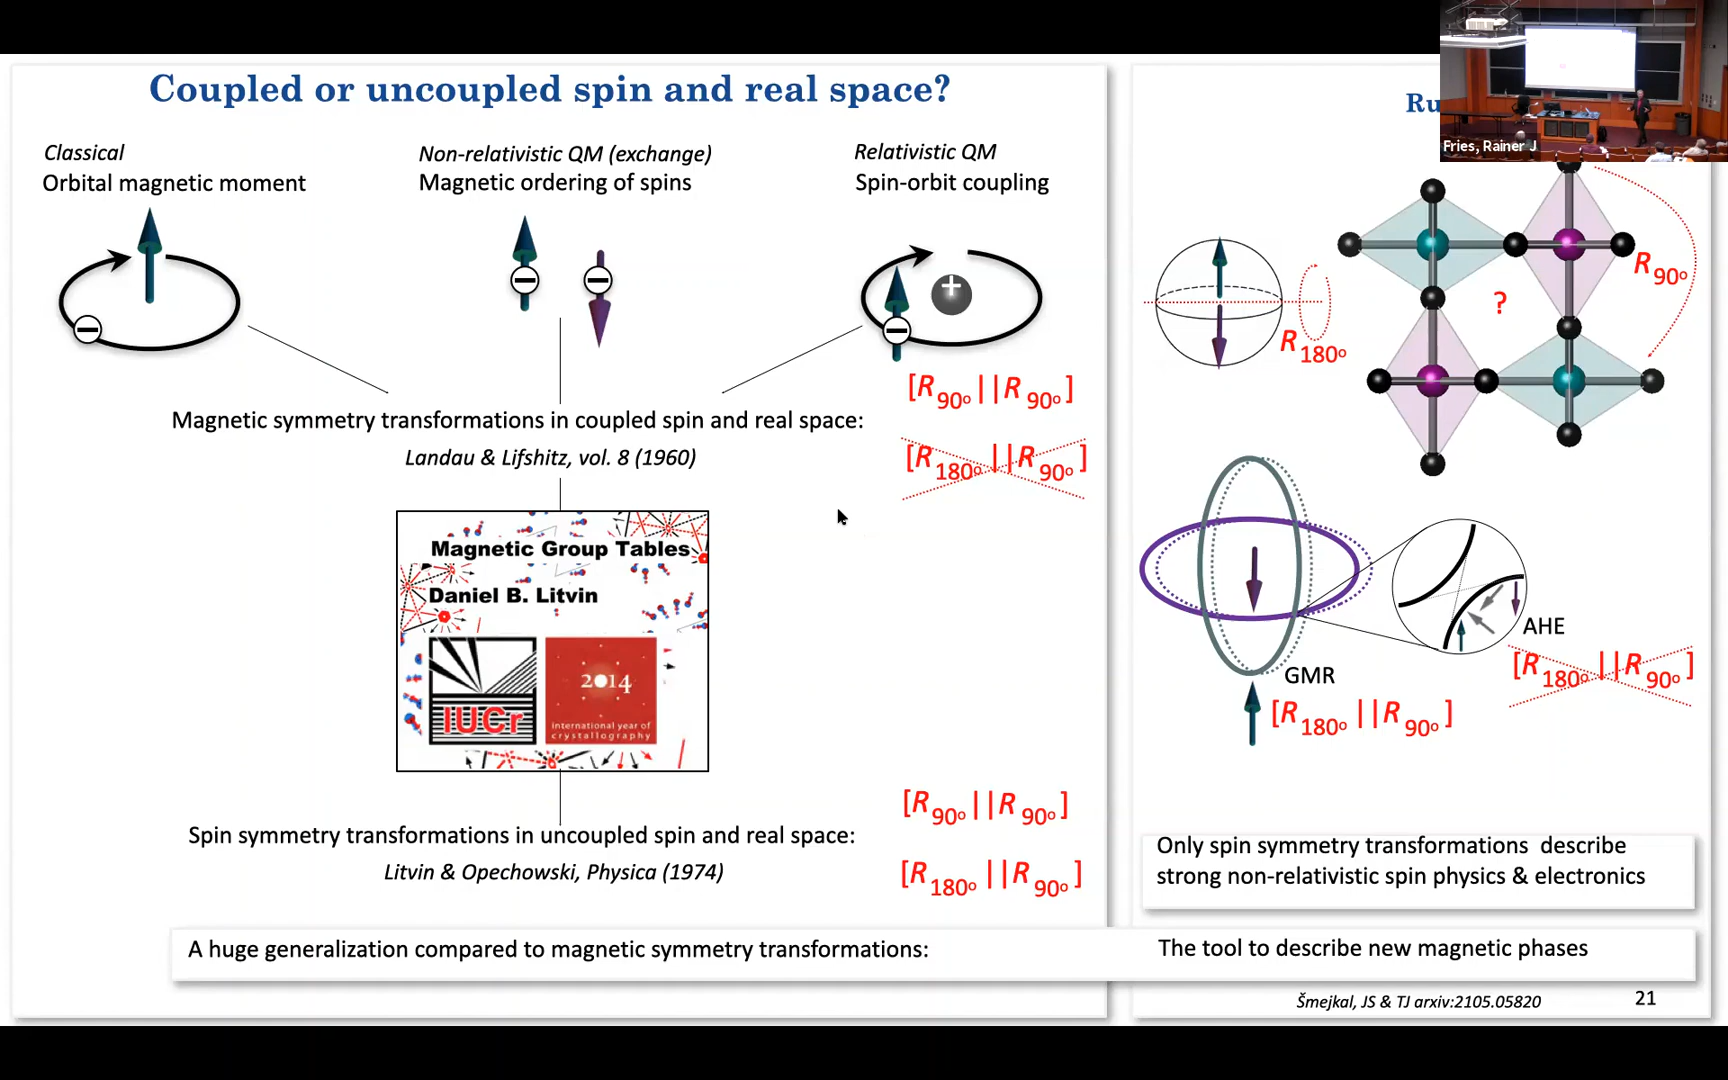 Coupled or uncoupled spin and real space?
Classical
Orbital magnetic moment
Non-relativistic QM (exchange)
Magnetic ordering of spins
Relativistic QM
Spin-orbit coupling
[R90o||R90o]
Magnetic symmetry transformations in coupled spin and real space:
Landau & Lifshitz, vol. 8 (1960)
[R180o||R90o]
Magnetic Group Tables
Daniel B. Litvin
IUCr
2014
international year of
crystallography
[R90o||R90o]
Spin symmetry transformations in uncoupled spin and real space:
Litvin & Opechowski, Physica (1974)
[R180o||R90o]
A huge generalization compared to magnetic symmetry transformations:
Ru
Fries, Rainer J
R180o
?
R90o
AHE
[R180o||R90o]
GMR
[R180o||R90o]
Only spin symmetry transformations describe
strong non-relativistic spin physics & electronics
The tool to describe new magnetic phases
Šmejkal, JS & TJ arxiv:2105.05820
21